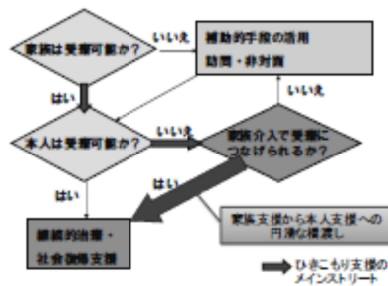 家族は受療可能か?
いいえ
補助的手段の活用
訪問・非対面
はい
いいえ
本人は受療可能か?
いいえ
家族介入で受療に
つなげられるか?
はい
はい
継続的治療・
社会復帰支援
家族支援から本人支援への
円滑な橋渡し
ひきこもり支援の
メインストリート